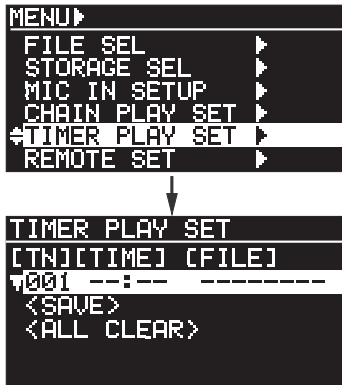 MENU▶
FILE SEL ▶
STORAGE SEL ▶
MIC IN SETUP ▶
CHAIN PLAY SET ▶
TIMER PLAY SET ▶
REMOTE SET ▶
TIMER PLAY SET
[TN][TIME] [FILE]
001 --:-- --------
<SAVE>
<ALL CLEAR>